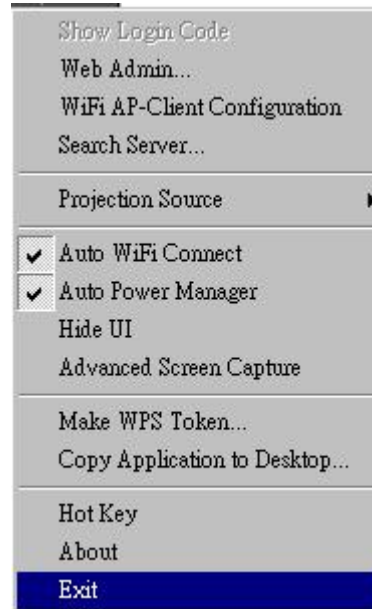 Show Login Code
Web Admin...
WiFi AP-Client Configuration
Search Server...
Projection Source
Auto WiFi Connect
Auto Power Manager
Hide UI
Advanced Screen Capture
Make WPS Token...
Copy Application to Desktop...
Hot Key
About
Exit